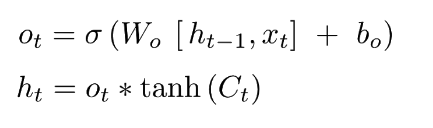 o_t = σ (W_o [h_{t−1}, x_t] + b_o)
h_t = o_t * tanh (C_t)